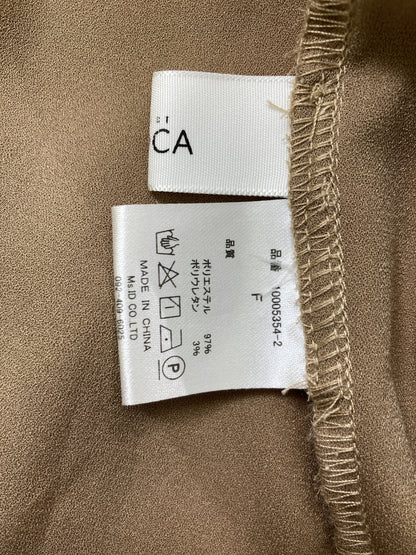 CA
品番 10005354-2
F
品質
ポリエステル 97%
ポリウレタン 3%
P
MADE IN CHINA
Ms.ID CO.,LTD
092 409 6025